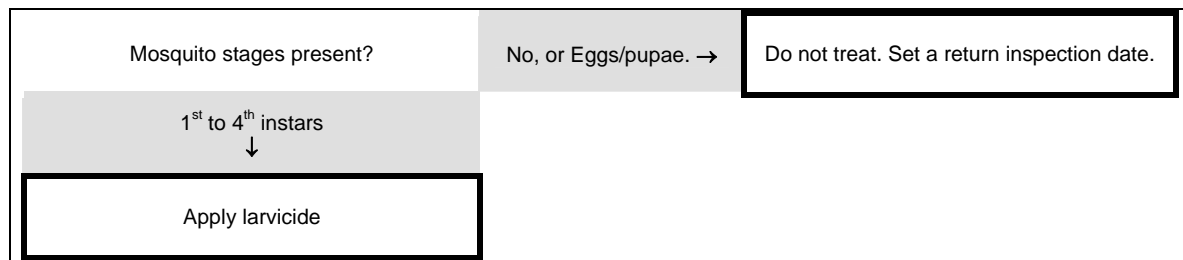 Mosquito stages present?
No, or Eggs/pupae. →
Do not treat. Set a return inspection date.
1st to 4th instars
↓
Apply larvicide